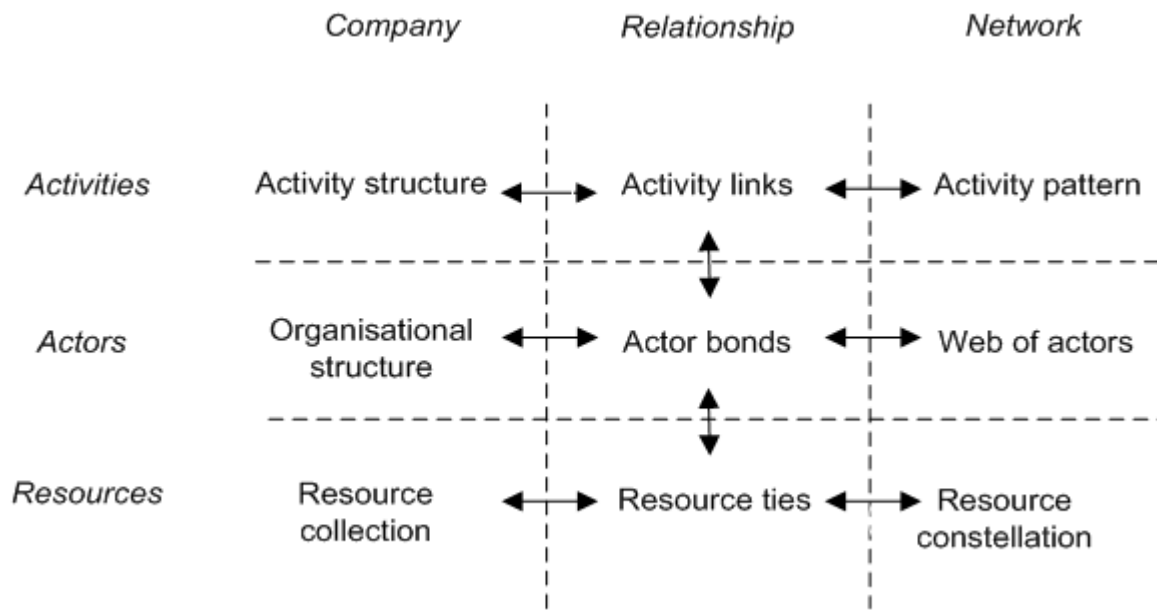 Company Relationship Network
Activities Activity structure Activity links Activity pattern
Actors Organisational structure Actor bonds Web of actors
Resources Resource collection Resource ties Resource constellation